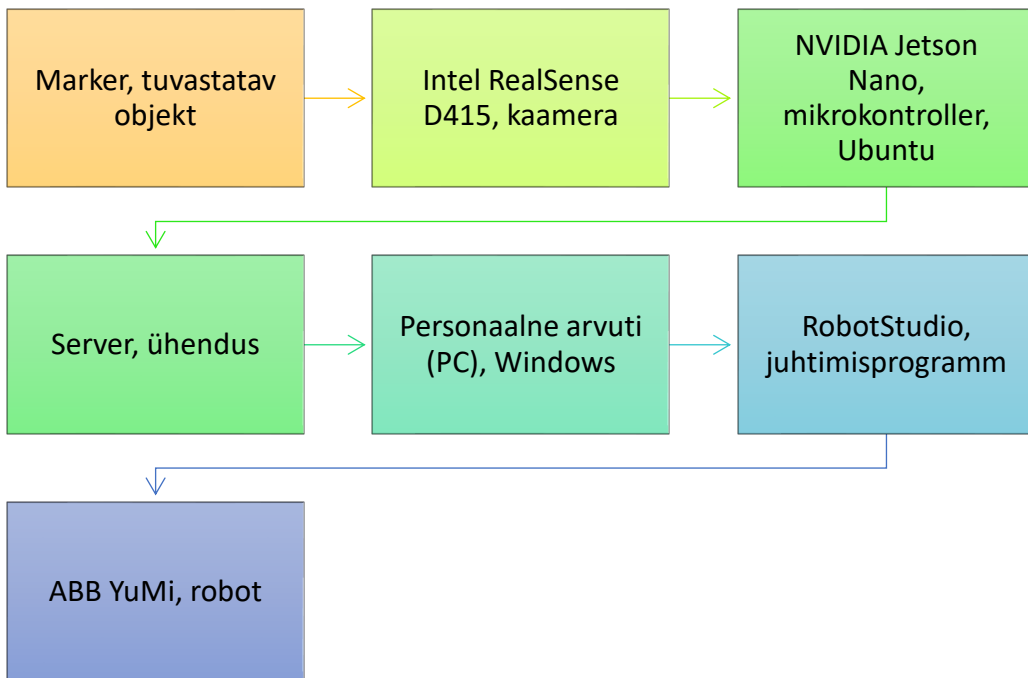 Marker, tuvastatav
objekt
Intel RealSense
D415, kaamera
NVIDIA Jetson
Nano,
mikrokontroller,
Ubuntu
Server, ühendus
Personaalne arvuti
(PC), Windows
RobotStudio,
juhtimisprogramm
ABB YuMi, robot